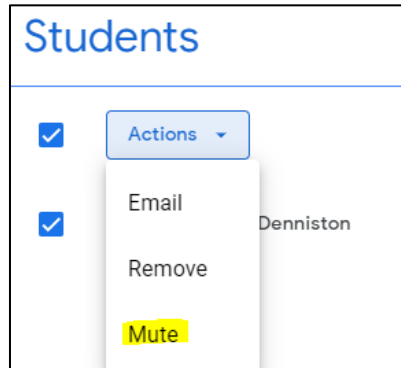 Students
Actions
Email
Denniston
Remove
Mute